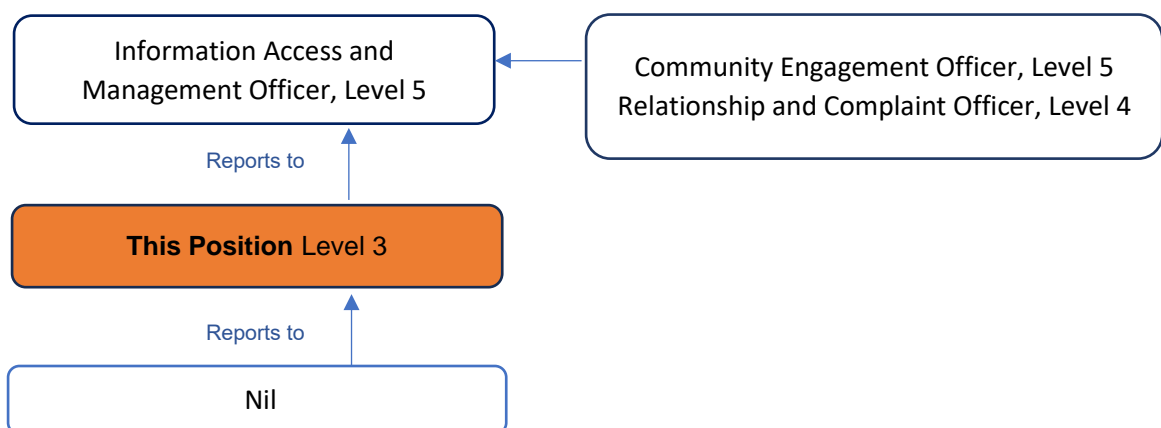 Information Access and
Management Officer, Level 5
Community Engagement Officer, Level 5
Relationship and Complaint Officer, Level 4
Reports to
This Position Level 3
Reports to
Nil